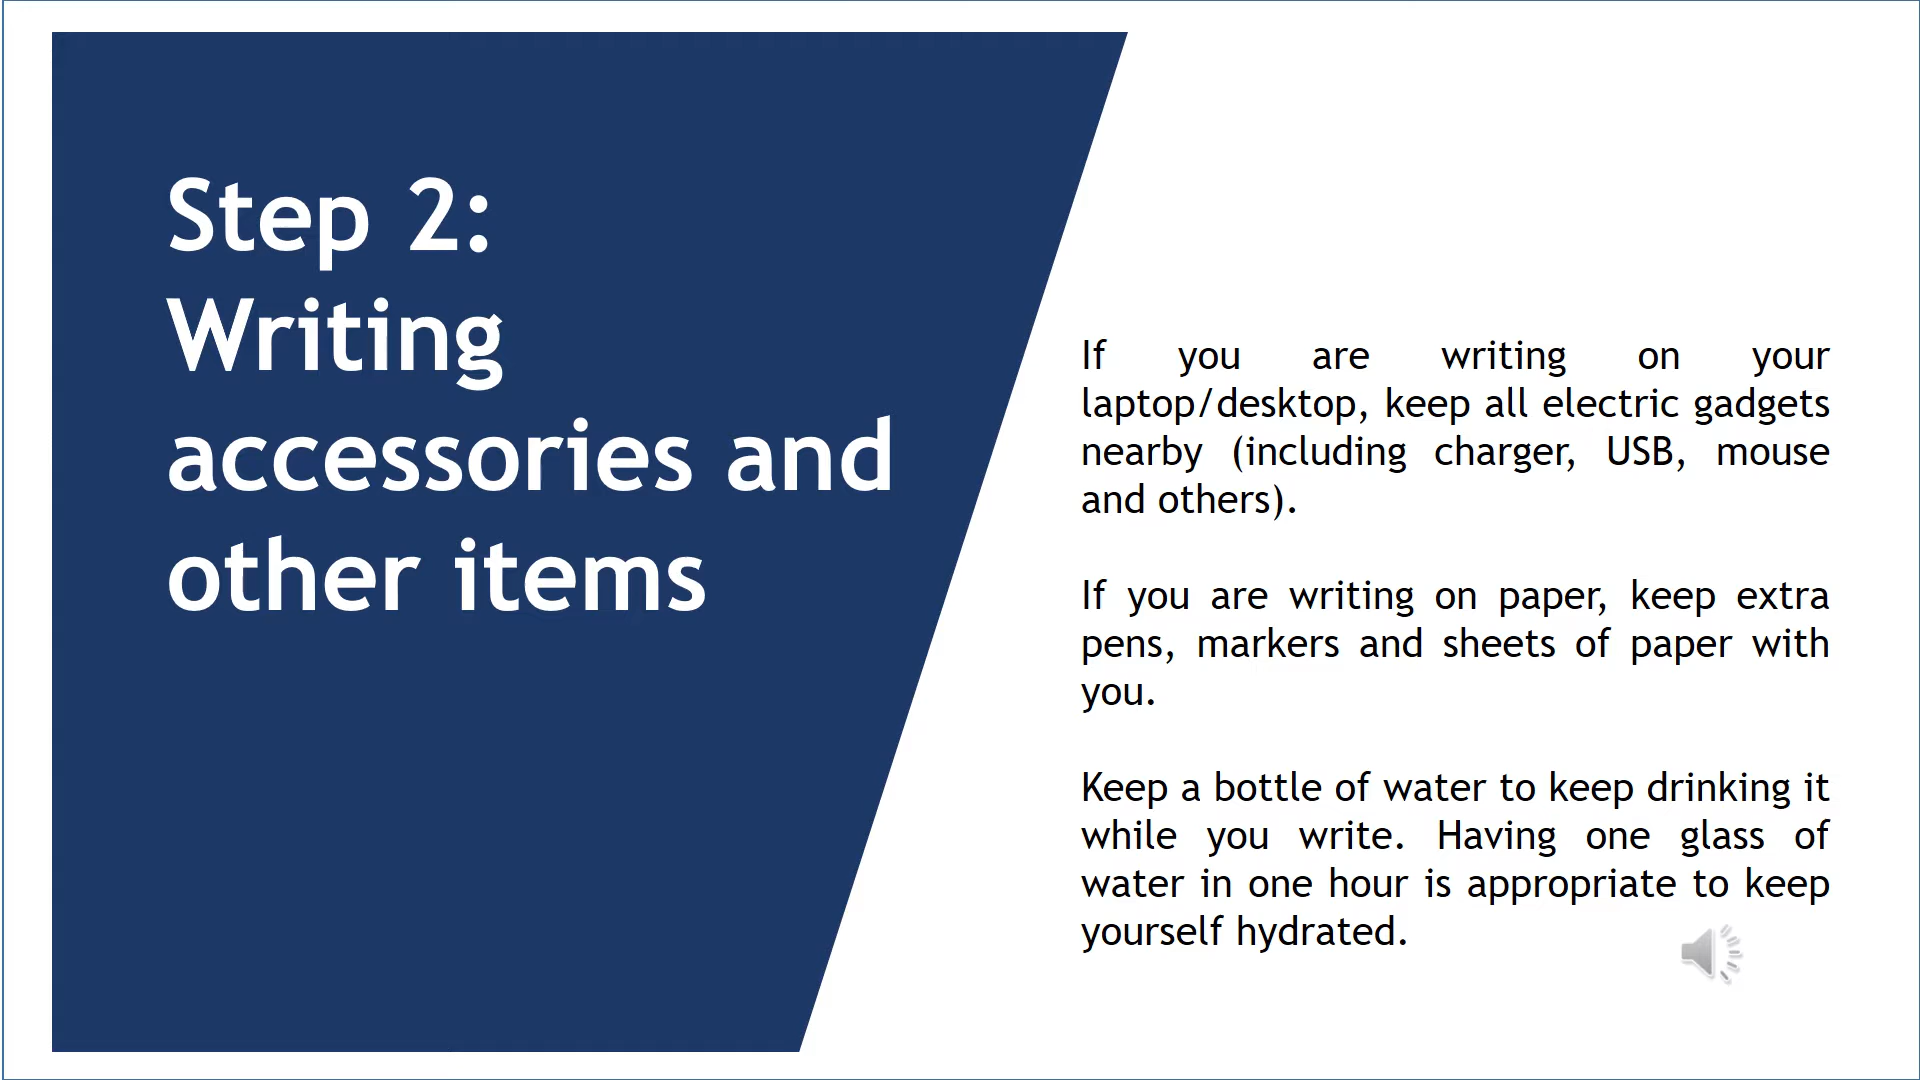 Step 2:
Writing
accessories and
other items
If you are writing on your
laptop/desktop, keep all electric gadgets
nearby (including charger, USB, mouse
and others).
If you are writing on paper, keep extra
pens, markers and sheets of paper with
you.
Keep a bottle of water to keep drinking it
while you write. Having one glass of
water in one hour is appropriate to keep
yourself hydrated.